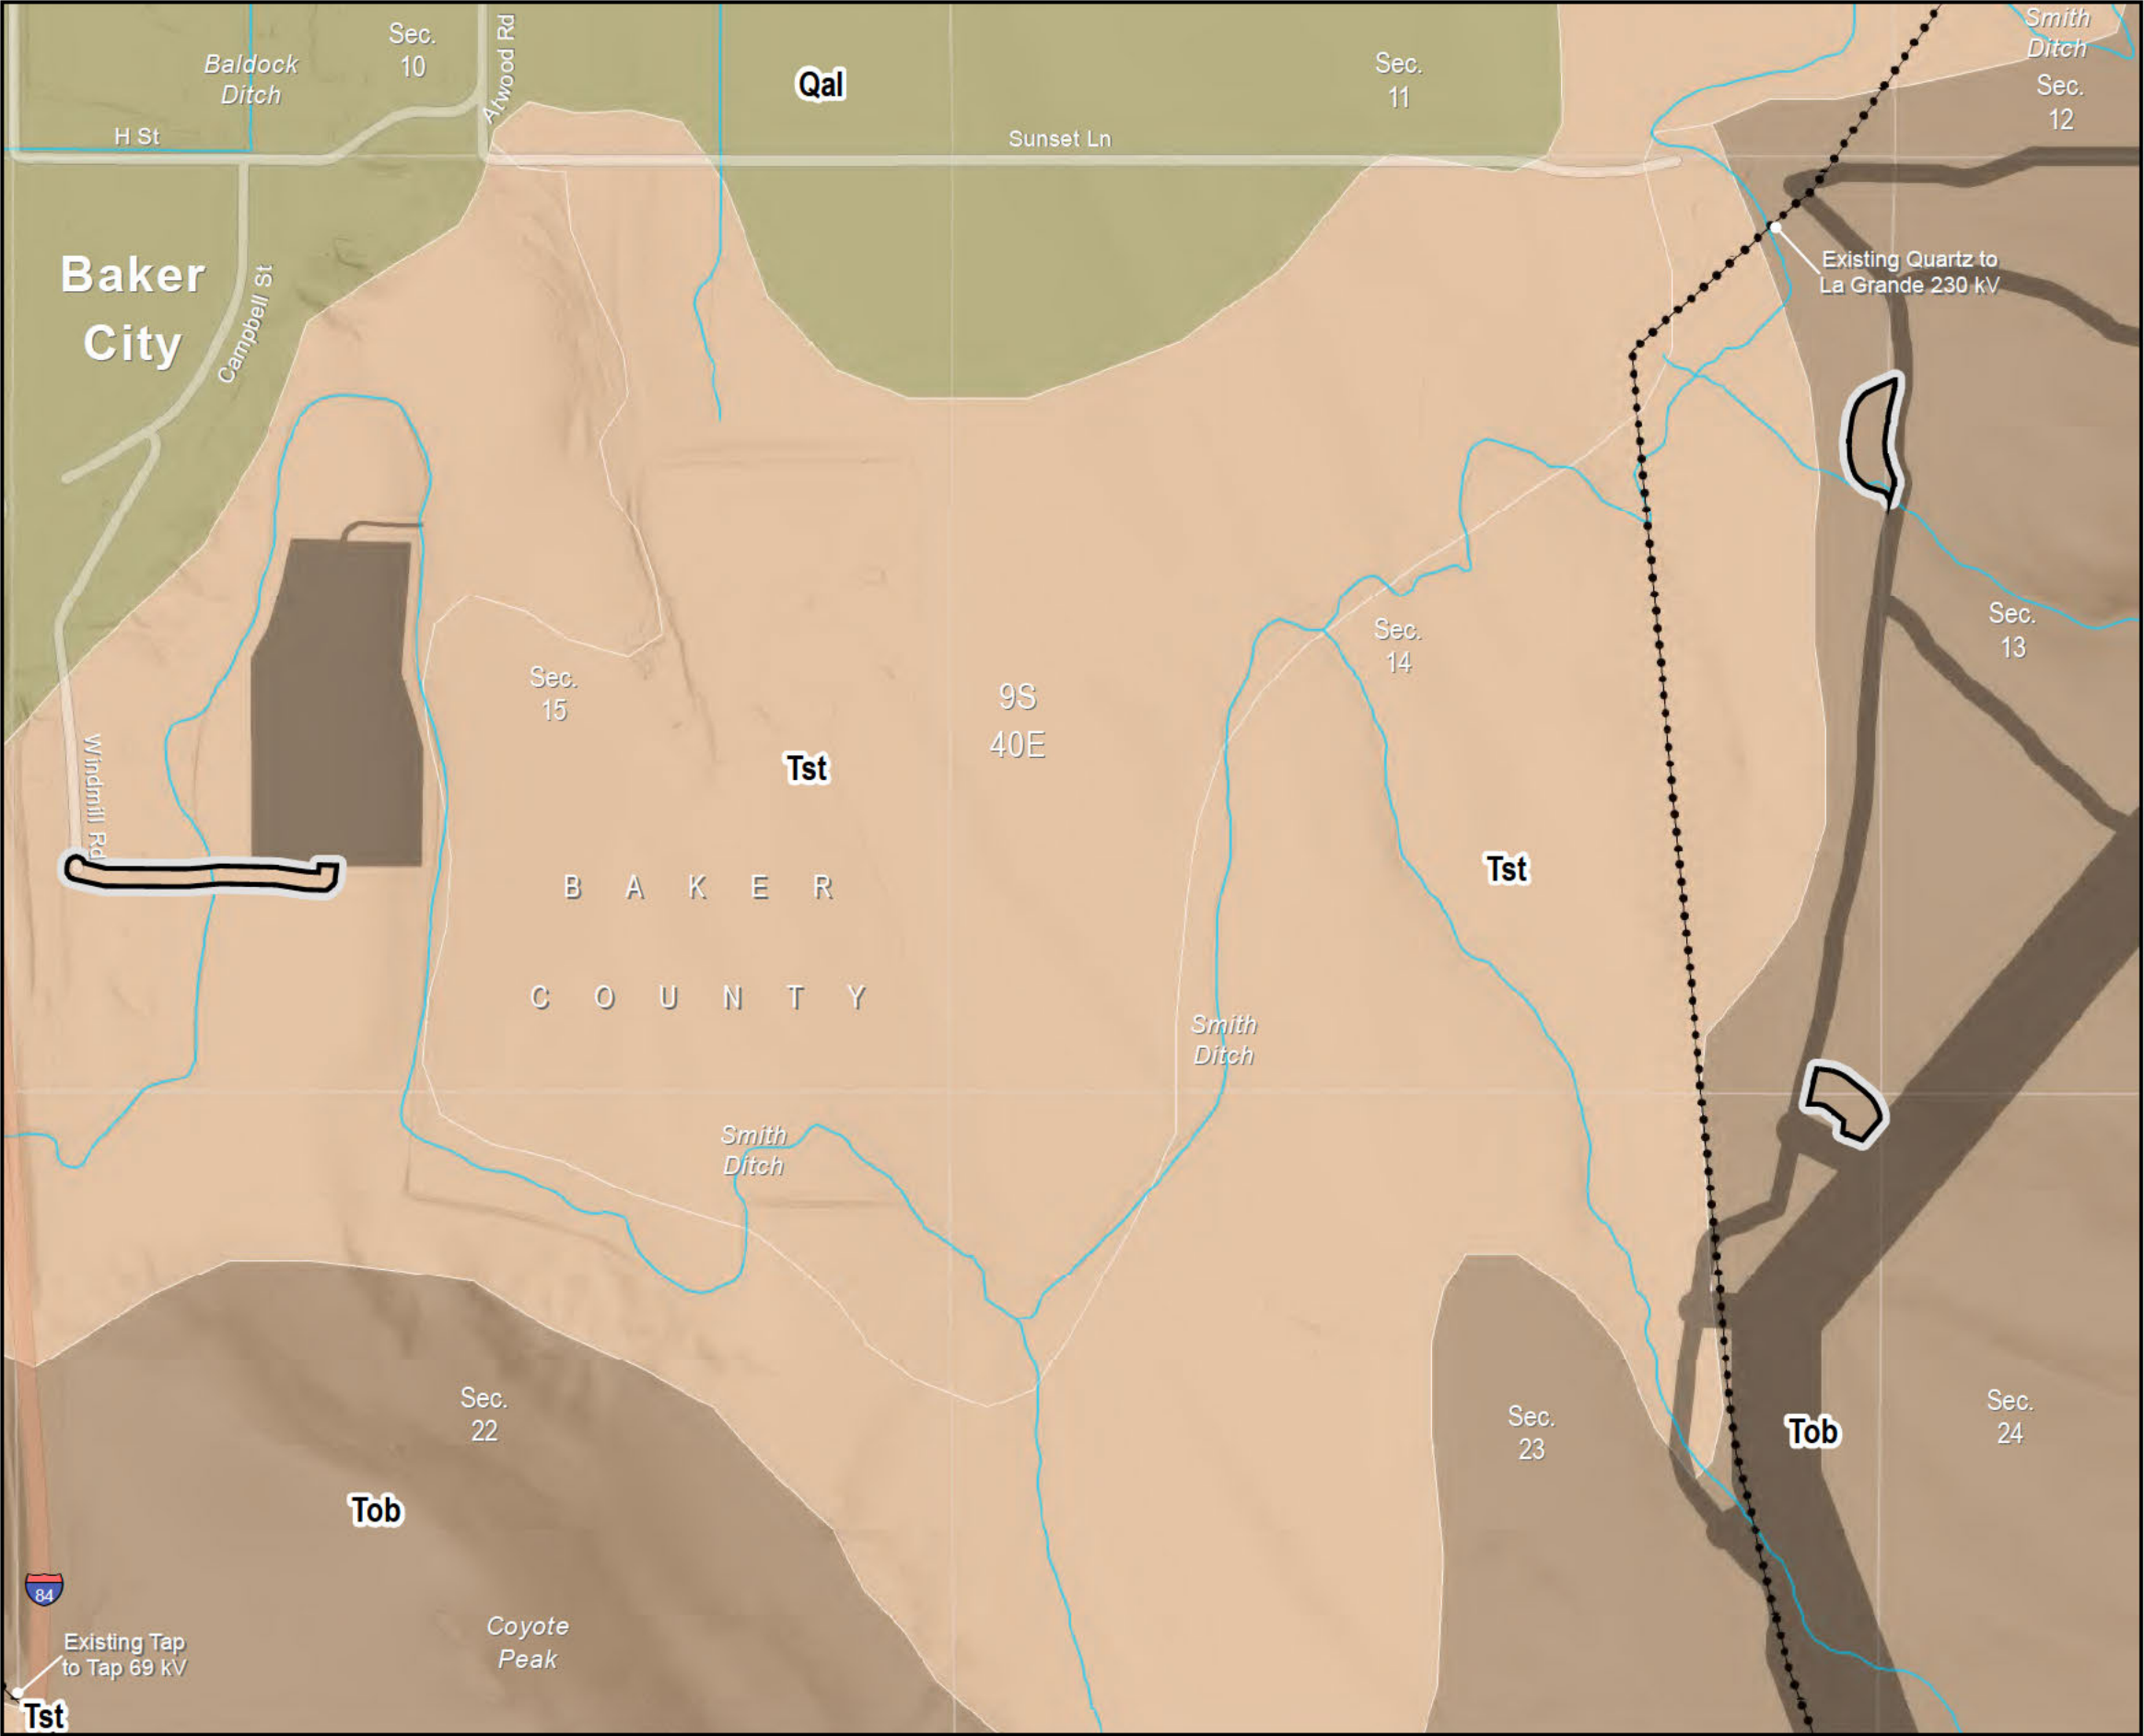 Smith
Ditch
Sec.
10
Atwood Rd
Baldock
Ditch
Qal
Sec.
11
Sec.
12
H St
Sunset Ln
Baker
City
Campbell St
Existing Quartz to
La Grande 230 kV
Sec.
13
Sec.
14
Sec.
15
9S
40E
Windmill Rd
Tst
Tst
BAKER
COUNTY
Smith
Ditch
Smith
Ditch
Sec.
22
Sec.
23
Sec.
24
Tob
Tob
84
Coyote
Peak
Existing Tap
to Tap 69 kV
Tst